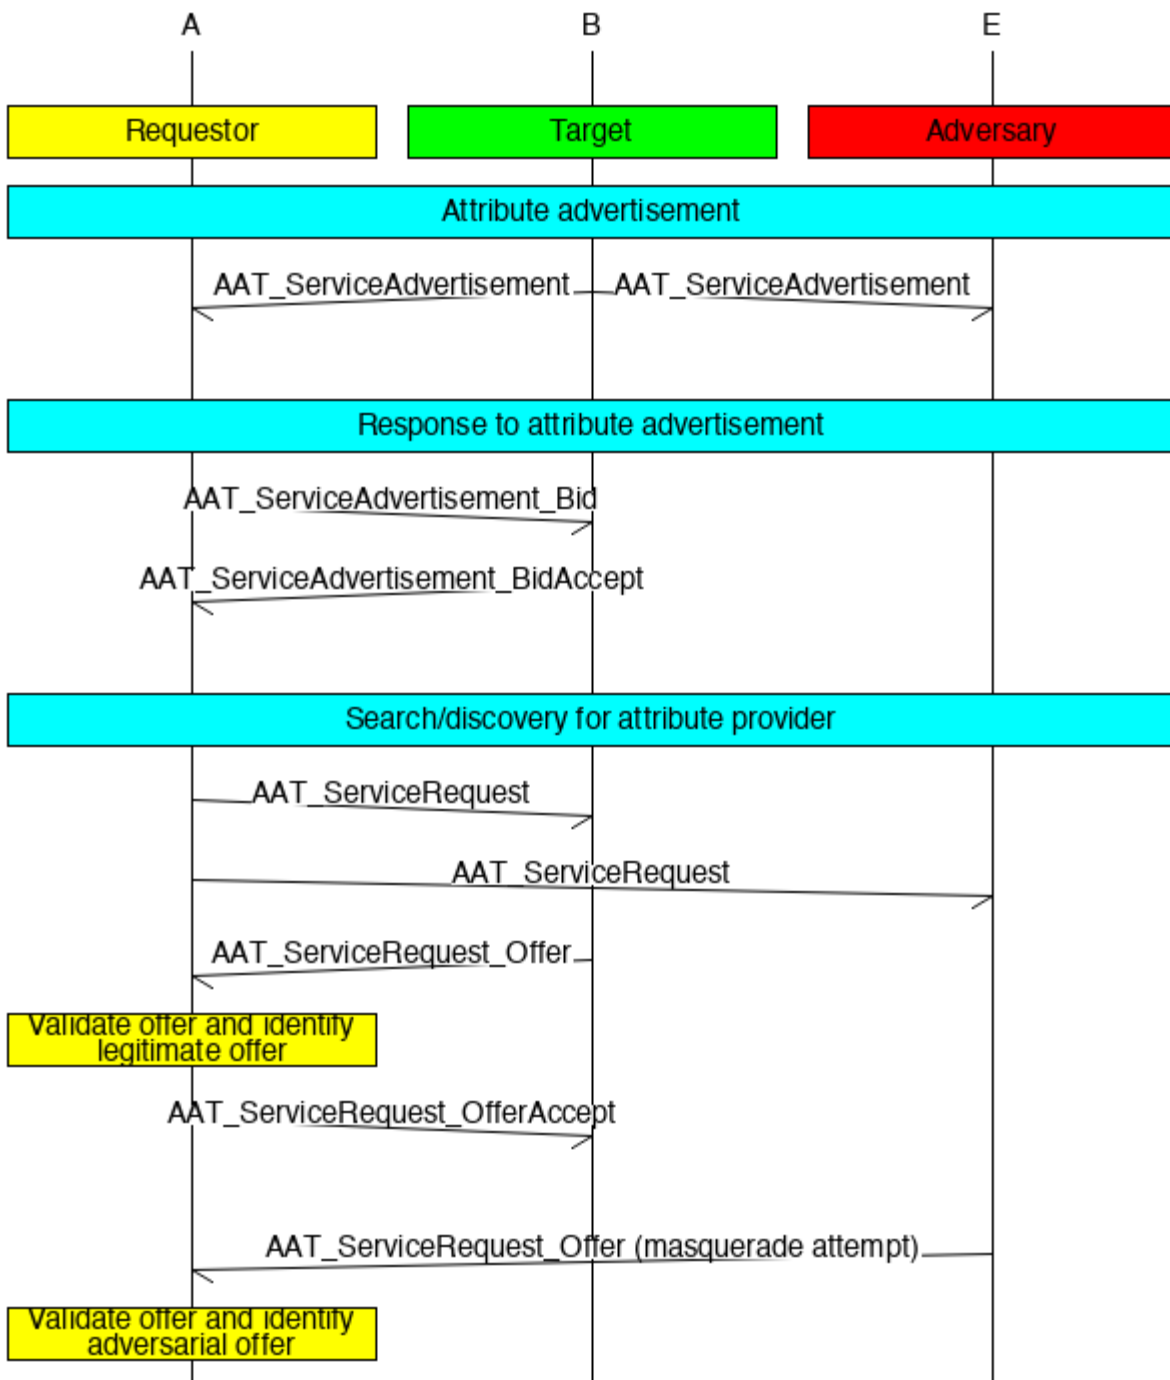 A B E
Requestor Target Adversary
Attribute advertisement
AAT_ServiceAdvertisement AAT_ServiceAdvertisement
Response to attribute advertisement
AAT_ServiceAdvertisement_Bid
AAT_ServiceAdvertisement_BidAccept
Search/discovery for attribute provider
AAT_ServiceRequest
AAT_ServiceRequest
AAT_ServiceRequest_Offer
Validate offer and identify
legitimate offer
AAT_ServiceRequest_OfferAccept
AAT_ServiceRequest_Offer (masquerade attempt)
Validate offer and identify
adversarial offer